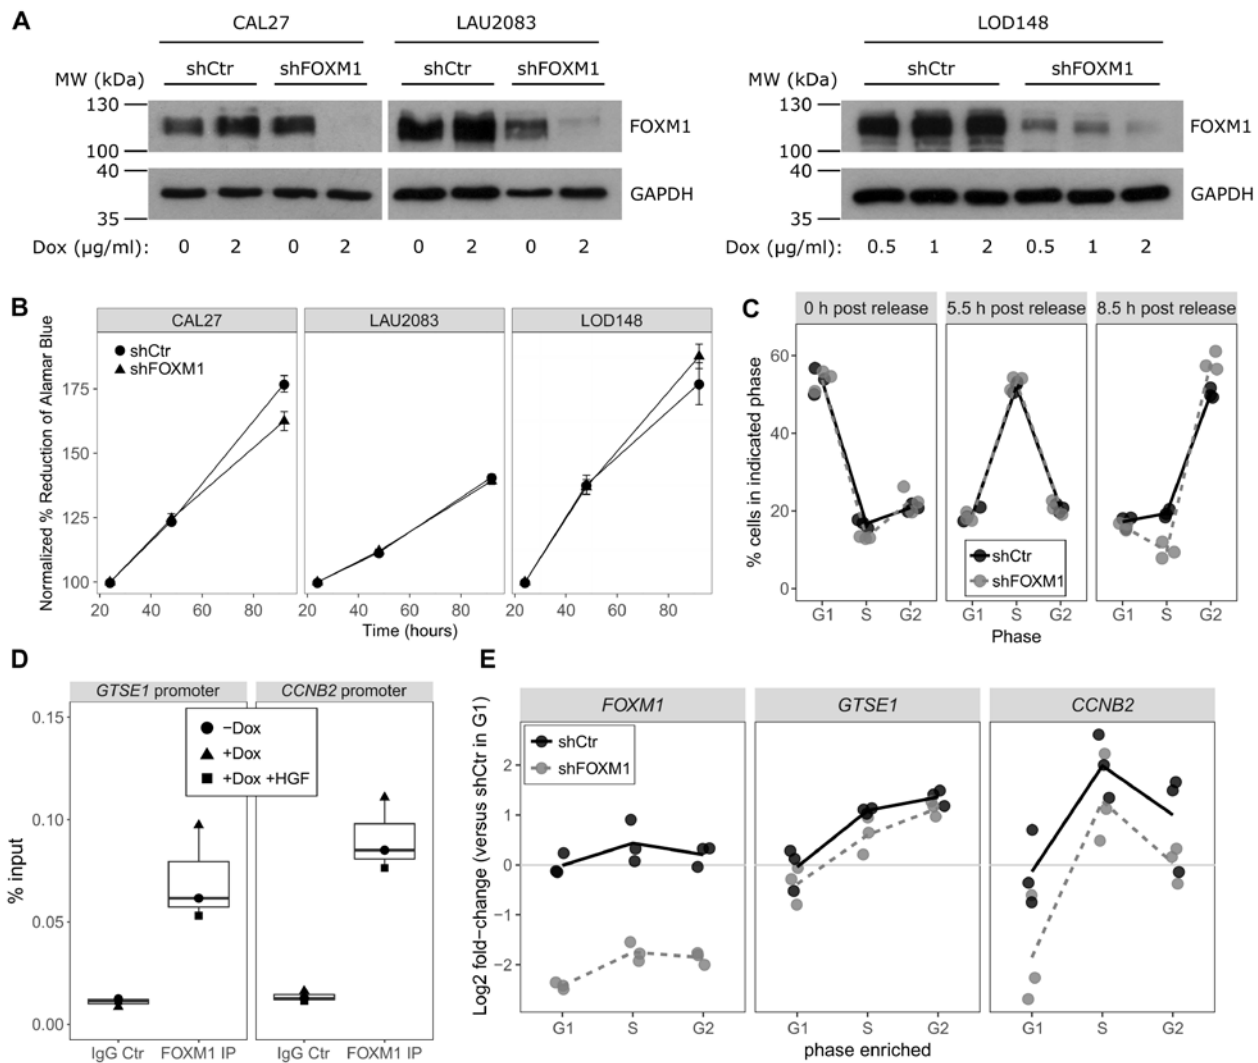 A
CAL27 LAU2083 LOD148
shCtr shFOXM1 shCtr shFOXM1 shCtr shFOXM1
MW (kDa) MW (kDa)
130 130
FOXM1 FOXM1
100 100
40 40
GAPDH GAPDH
35 35
Dox (µg/ml): 0 2 0 2 0 2 0 2 Dox (µg/ml): 0.5 1 2 0.5 1 2
B
CAL27 LAU2083 LOD148
Normalized % Reduction of Alamar Blue
shCtr
shFOXM1
175
150
125
100
20 40 60 80 20 40 60 80 20 40 60 80
Time (hours)
C
0 h post release 5.5 h post release 8.5 h post release
% cells in indicated phase
60
40
20
0
shCtr
shFOXM1
G1 S G2 G1 S G2 G1 S G2
Phase
D
GTSE1 promoter CCNB2 promoter
% input
0.15
0.10
0.05
0.00
−Dox
+Dox
+Dox +HGF
IgG Ctr FOXM1 IP IgG Ctr FOXM1 IP
E
FOXM1 GTSE1 CCNB2
Log2 fold−change (versus shCtr in G1)
shCtr
shFOXM1
2
1
0
−1
−2
G1 S G2 G1 S G2 G1 S G2
phase enriched